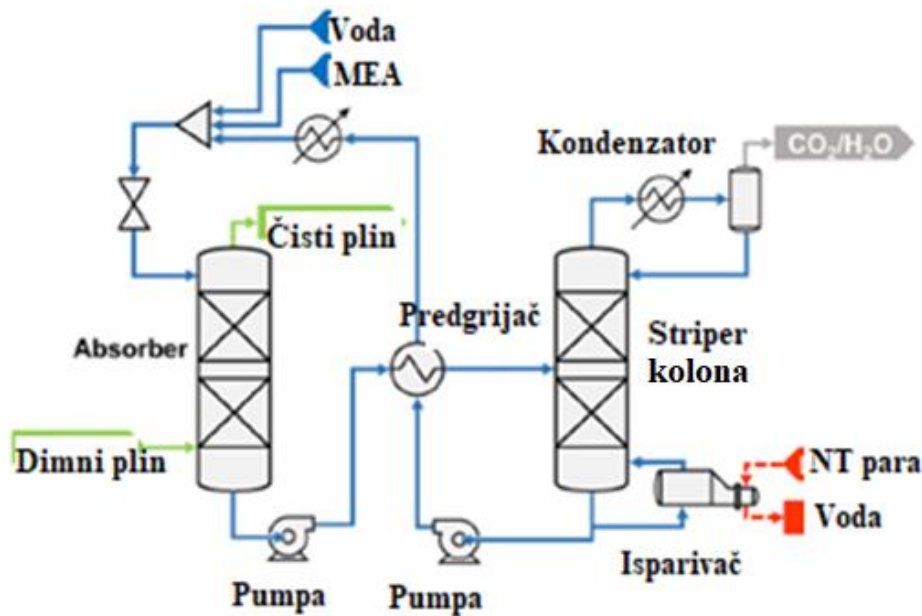 Voda
MEA
Kondenzator
CO₂/H₂O
Čisti plin
Predgrijač
Absorber
Striper
kolona
Dimni plin
NT para
Voda
Isparivač
Pumpa
Pumpa